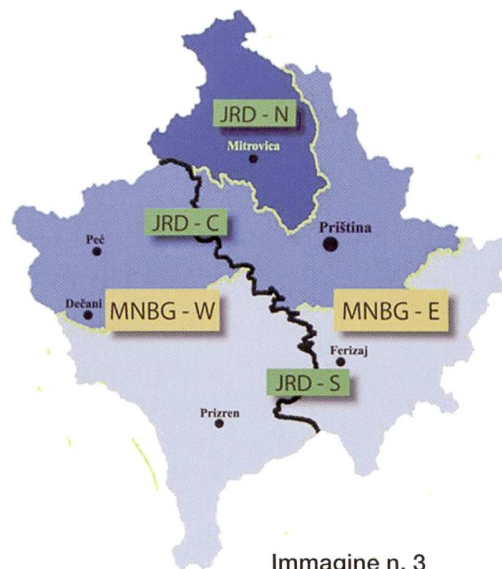 JRD - N
Mitrovica
JRD - C
Priština
Peć
Dečani
MNBG - W
MNBG - E
Ferizaj
JRD - S
Prizren
Immagine n. 3